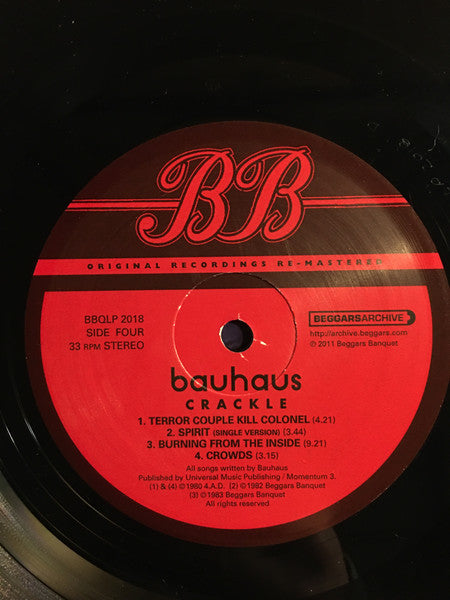 BB
ORIGINAL RECORDINGS RE-MASTERED
BBQLP 2018
SIDE FOUR
33 RPM STEREO
BEGGARSARCHIVE
http://archive.beggars.com
℗ 2011 Beggars Banquet
bauhaus
CRACKLE
1. TERROR COUPLE KILL COLONEL (4.21)
2. SPIRIT (SINGLE VERSION) (3.44)
3. BURNING FROM THE INSIDE (9.21)
4. CROWDS (3.15)
All songs written by Bauhaus
Published by Universal Music Publishing / Momentum 3.
(1) & (4) ℗©1980 4.A.D. (2) ℗©1982 Beggars Banquet
(3) ℗©1983 Beggars Banquet
All rights reserved